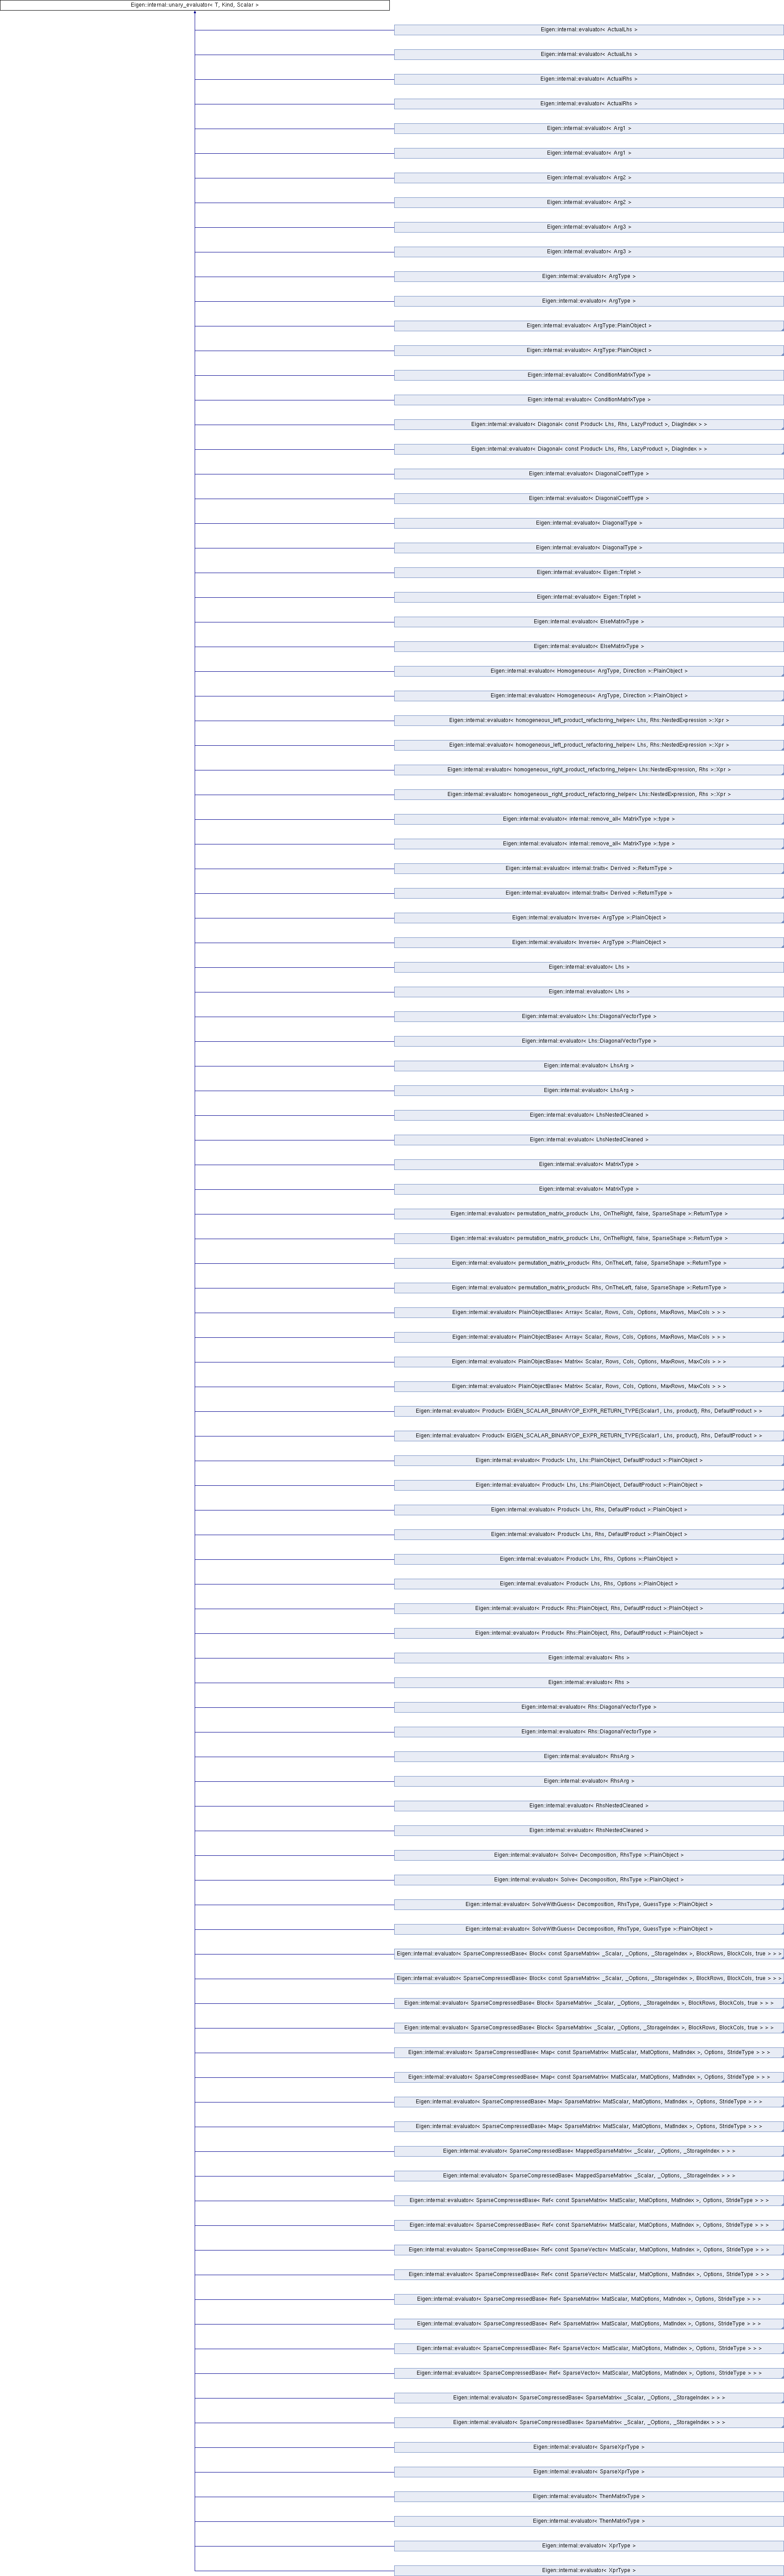 Eigen::internal::unary_evaluator< T, Kind, Scalar >
Eigen::internal::evaluator< ActualLhs >
Eigen::internal::evaluator< ActualLhs >
Eigen::internal::evaluator< ActualRhs >
Eigen::internal::evaluator< ActualRhs >
Eigen::internal::evaluator< Arg1 >
Eigen::internal::evaluator< Arg1 >
Eigen::internal::evaluator< Arg2 >
Eigen::internal::evaluator< Arg2 >
Eigen::internal::evaluator< Arg3 >
Eigen::internal::evaluator< Arg3 >
Eigen::internal::evaluator< ArgType >
Eigen::internal::evaluator< ArgType >
Eigen::internal::evaluator< ArgType::PlainObject >
Eigen::internal::evaluator< ArgType::PlainObject >
Eigen::internal::evaluator< ConditionMatrixType >
Eigen::internal::evaluator< ConditionMatrixType >
Eigen::internal::evaluator< Diagonal< const Product< Lhs, Rhs, LazyProduct >, DiagIndex > >
Eigen::internal::evaluator< Diagonal< const Product< Lhs, Rhs, LazyProduct >, DiagIndex > >
Eigen::internal::evaluator< DiagonalCoeffType >
Eigen::internal::evaluator< DiagonalCoeffType >
Eigen::internal::evaluator< DiagonalType >
Eigen::internal::evaluator< DiagonalType >
Eigen::internal::evaluator< Eigen::Triplet >
Eigen::internal::evaluator< Eigen::Triplet >
Eigen::internal::evaluator< ElseMatrixType >
Eigen::internal::evaluator< ElseMatrixType >
Eigen::internal::evaluator< Homogeneous< ArgType, Direction >::PlainObject >
Eigen::internal::evaluator< Homogeneous< ArgType, Direction >::PlainObject >
Eigen::internal::evaluator< homogeneous_left_product_refactoring_helper< Lhs, Rhs::NestedExpression >::Xpr >
Eigen::internal::evaluator< homogeneous_left_product_refactoring_helper< Lhs, Rhs::NestedExpression >::Xpr >
Eigen::internal::evaluator< homogeneous_right_product_refactoring_helper< Lhs::NestedExpression, Rhs >::Xpr >
Eigen::internal::evaluator< homogeneous_right_product_refactoring_helper< Lhs::NestedExpression, Rhs >::Xpr >
Eigen::internal::evaluator< internal::remove_all< MatrixType >::type >
Eigen::internal::evaluator< internal::remove_all< MatrixType >::type >
Eigen::internal::evaluator< internal::traits< Derived >::ReturnType >
Eigen::internal::evaluator< internal::traits< Derived >::ReturnType >
Eigen::internal::evaluator< Inverse< ArgType >::PlainObject >
Eigen::internal::evaluator< Inverse< ArgType >::PlainObject >
Eigen::internal::evaluator< Lhs >
Eigen::internal::evaluator< Lhs >
Eigen::internal::evaluator< Lhs::DiagonalVectorType >
Eigen::internal::evaluator< Lhs::DiagonalVectorType >
Eigen::internal::evaluator< LhsArg >
Eigen::internal::evaluator< LhsArg >
Eigen::internal::evaluator< LhsNestedCleaned >
Eigen::internal::evaluator< LhsNestedCleaned >
Eigen::internal::evaluator< MatrixType >
Eigen::internal::evaluator< MatrixType >
Eigen::internal::evaluator< permutation_matrix_product< Lhs, OnTheRight, false, SparseShape >::ReturnType >
Eigen::internal::evaluator< permutation_matrix_product< Lhs, OnTheRight, false, SparseShape >::ReturnType >
Eigen::internal::evaluator< permutation_matrix_product< Rhs, OnTheLeft, false, SparseShape >::ReturnType >
Eigen::internal::evaluator< permutation_matrix_product< Rhs, OnTheLeft, false, SparseShape >::ReturnType >
Eigen::internal::evaluator< PlainObjectBase< Array< Scalar, Rows, Cols, Options, MaxRows, MaxCols > > >
Eigen::internal::evaluator< PlainObjectBase< Array< Scalar, Rows, Cols, Options, MaxRows, MaxCols > > >
Eigen::internal::evaluator< PlainObjectBase< Matrix< Scalar, Rows, Cols, Options, MaxRows, MaxCols > > >
Eigen::internal::evaluator< PlainObjectBase< Matrix< Scalar, Rows, Cols, Options, MaxRows, MaxCols > > >
Eigen::internal::evaluator< Product< EIGEN_SCALAR_BINARYOP_EXPR_RETURN_TYPE(Scalar1, Lhs, product), Rhs, DefaultProduct > >
Eigen::internal::evaluator< Product< EIGEN_SCALAR_BINARYOP_EXPR_RETURN_TYPE(Scalar1, Lhs, product), Rhs, DefaultProduct > >
Eigen::internal::evaluator< Product< Lhs, Lhs::PlainObject, DefaultProduct >::PlainObject >
Eigen::internal::evaluator< Product< Lhs, Lhs::PlainObject, DefaultProduct >::PlainObject >
Eigen::internal::evaluator< Product< Lhs, Rhs, DefaultProduct >::PlainObject >
Eigen::internal::evaluator< Product< Lhs, Rhs, DefaultProduct >::PlainObject >
Eigen::internal::evaluator< Product< Lhs, Rhs, Options >::PlainObject >
Eigen::internal::evaluator< Product< Lhs, Rhs, Options >::PlainObject >
Eigen::internal::evaluator< Product< Rhs::PlainObject, Rhs, DefaultProduct >::PlainObject >
Eigen::internal::evaluator< Product< Rhs::PlainObject, Rhs, DefaultProduct >::PlainObject >
Eigen::internal::evaluator< Rhs >
Eigen::internal::evaluator< Rhs >
Eigen::internal::evaluator< Rhs::DiagonalVectorType >
Eigen::internal::evaluator< Rhs::DiagonalVectorType >
Eigen::internal::evaluator< RhsArg >
Eigen::internal::evaluator< RhsArg >
Eigen::internal::evaluator< RhsNestedCleaned >
Eigen::internal::evaluator< RhsNestedCleaned >
Eigen::internal::evaluator< Solve< Decomposition, RhsType >::PlainObject >
Eigen::internal::evaluator< Solve< Decomposition, RhsType >::PlainObject >
Eigen::internal::evaluator< SolveWithGuess< Decomposition, RhsType, GuessType >::PlainObject >
Eigen::internal::evaluator< SolveWithGuess< Decomposition, RhsType, GuessType >::PlainObject >
Eigen::internal::evaluator< SparseCompressedBase< Block< const SparseMatrix< _Scalar, _Options, _StorageIndex >, BlockRows, BlockCols, true > > >
Eigen::internal::evaluator< SparseCompressedBase< Block< const SparseMatrix< _Scalar, _Options, _StorageIndex >, BlockRows, BlockCols, true > > >
Eigen::internal::evaluator< SparseCompressedBase< Block< SparseMatrix< _Scalar, _Options, _StorageIndex >, BlockRows, BlockCols, true > > >
Eigen::internal::evaluator< SparseCompressedBase< Block< SparseMatrix< _Scalar, _Options, _StorageIndex >, BlockRows, BlockCols, true > > >
Eigen::internal::evaluator< SparseCompressedBase< Map< const SparseMatrix< MatScalar, MatOptions, MatIndex >, Options, StrideType > > >
Eigen::internal::evaluator< SparseCompressedBase< Map< const SparseMatrix< MatScalar, MatOptions, MatIndex >, Options, StrideType > > >
Eigen::internal::evaluator< SparseCompressedBase< Map< SparseMatrix< MatScalar, MatOptions, MatIndex >, Options, StrideType > > >
Eigen::internal::evaluator< SparseCompressedBase< Map< SparseMatrix< MatScalar, MatOptions, MatIndex >, Options, StrideType > > >
Eigen::internal::evaluator< SparseCompressedBase< MappedSparseMatrix< _Scalar, _Options, _StorageIndex > > >
Eigen::internal::evaluator< SparseCompressedBase< MappedSparseMatrix< _Scalar, _Options, _StorageIndex > > >
Eigen::internal::evaluator< SparseCompressedBase< Ref< const SparseMatrix< MatScalar, MatOptions, MatIndex >, Options, StrideType > > >
Eigen::internal::evaluator< SparseCompressedBase< Ref< const SparseMatrix< MatScalar, MatOptions, MatIndex >, Options, StrideType > > >
Eigen::internal::evaluator< SparseCompressedBase< Ref< const SparseVector< MatScalar, MatOptions, MatIndex >, Options, StrideType > > >
Eigen::internal::evaluator< SparseCompressedBase< Ref< const SparseVector< MatScalar, MatOptions, MatIndex >, Options, StrideType > > >
Eigen::internal::evaluator< SparseCompressedBase< Ref< SparseMatrix< MatScalar, MatOptions, MatIndex >, Options, StrideType > > >
Eigen::internal::evaluator< SparseCompressedBase< Ref< SparseMatrix< MatScalar, MatOptions, MatIndex >, Options, StrideType > > >
Eigen::internal::evaluator< SparseCompressedBase< Ref< SparseVector< MatScalar, MatOptions, MatIndex >, Options, StrideType > > >
Eigen::internal::evaluator< SparseCompressedBase< Ref< SparseVector< MatScalar, MatOptions, MatIndex >, Options, StrideType > > >
Eigen::internal::evaluator< SparseCompressedBase< SparseMatrix< _Scalar, _Options, _StorageIndex > > >
Eigen::internal::evaluator< SparseCompressedBase< SparseMatrix< _Scalar, _Options, _StorageIndex > > >
Eigen::internal::evaluator< SparseXprType >
Eigen::internal::evaluator< SparseXprType >
Eigen::internal::evaluator< ThenMatrixType >
Eigen::internal::evaluator< ThenMatrixType >
Eigen::internal::evaluator< XprType >
Eigen::internal::evaluator< XprType >